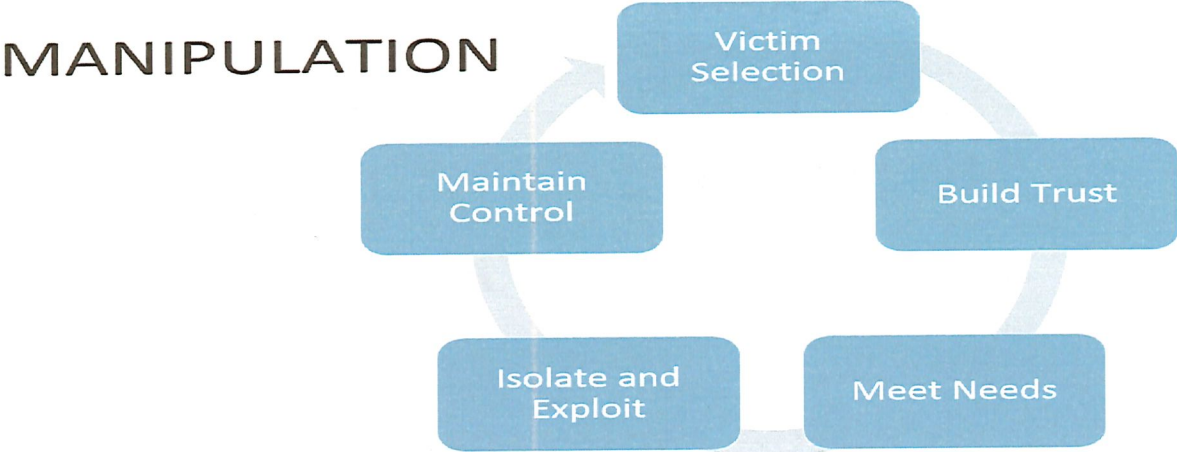 MANIPULATION
Victim
Selection
Build Trust
Meet Needs
Isolate and
Exploit
Maintain
Control